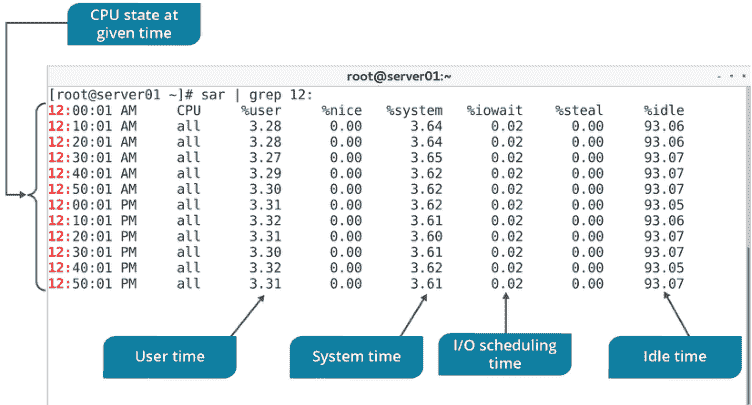 CPU state at
given time
root@server01:~
[root@server01 ~]# sar | grep 12:
12:00:01 AM CPU %user %nice %system %iowait %steal %idle
12:10:01 AM all 3.28 0.00 3.64 0.02 0.00 93.06
12:20:01 AM all 3.28 0.00 3.64 0.02 0.00 93.06
12:30:01 AM all 3.27 0.00 3.65 0.02 0.00 93.07
12:40:01 AM all 3.29 0.00 3.62 0.02 0.00 93.07
12:50:01 AM all 3.30 0.00 3.62 0.02 0.00 93.07
12:00:01 PM all 3.31 0.00 3.62 0.02 0.00 93.05
12:10:01 PM all 3.32 0.00 3.61 0.02 0.00 93.06
12:20:01 PM all 3.31 0.00 3.60 0.02 0.00 93.07
12:30:01 PM all 3.30 0.00 3.61 0.02 0.00 93.07
12:40:01 PM all 3.32 0.00 3.62 0.02 0.00 93.05
12:50:01 PM all 3.31 0.00 3.61 0.02 0.00 93.07
User time
System time
I/O scheduling
time
Idle time